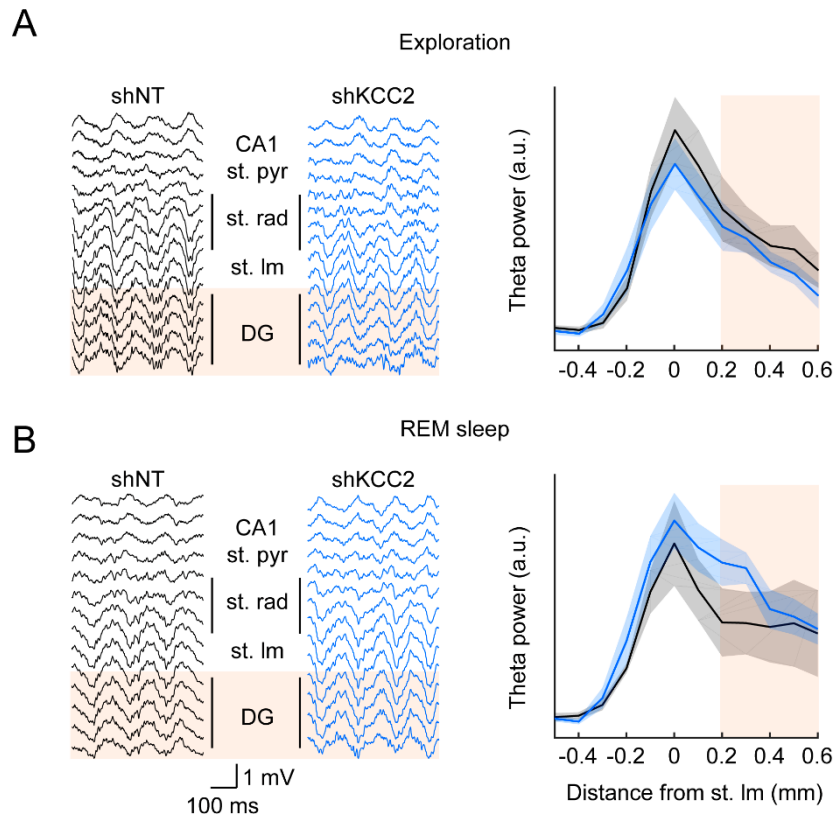 A
Exploration
shNT
shKCC2
CA1
st. pyr
st. rad
st. lm
DG
Theta power (a.u.)
-0.4 -0.2 0 0.2 0.4 0.6
B
REM sleep
shNT
shKCC2
CA1
st. pyr
st. rad
st. lm
DG
1 mV
100 ms
Theta power (a.u.)
-0.4 -0.2 0 0.2 0.4 0.6
Distance from st. lm (mm)